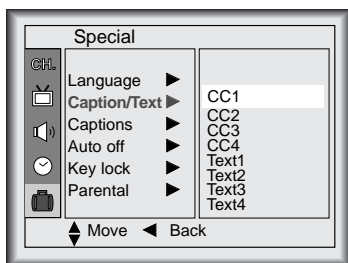 Special
CH.
Language
Caption/Text
Captions
Auto off
Key lock
Parental
CC1
CC2
CC3
CC4
Text1
Text2
Text3
Text4
Move Back